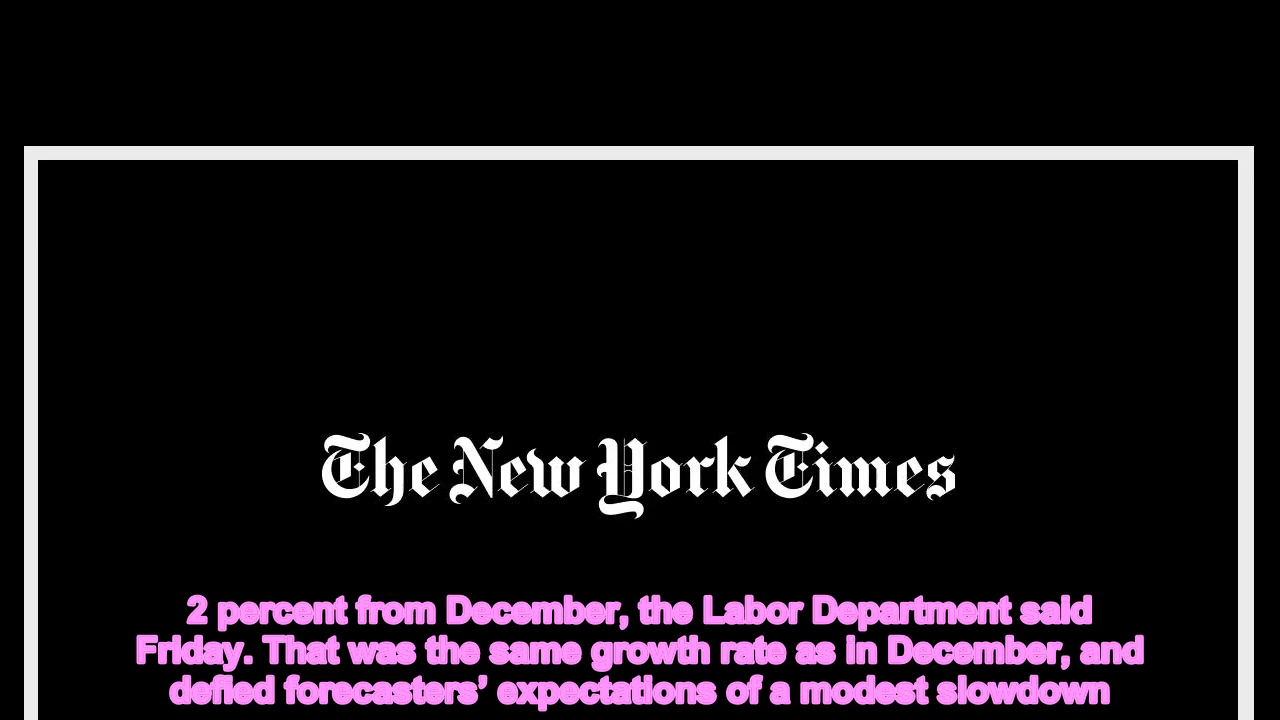 The New York Times
2 percent from December, the Labor Department said
Friday. That was the same growth rate as in December, and
defied forecasters’ expectations of a modest slowdown